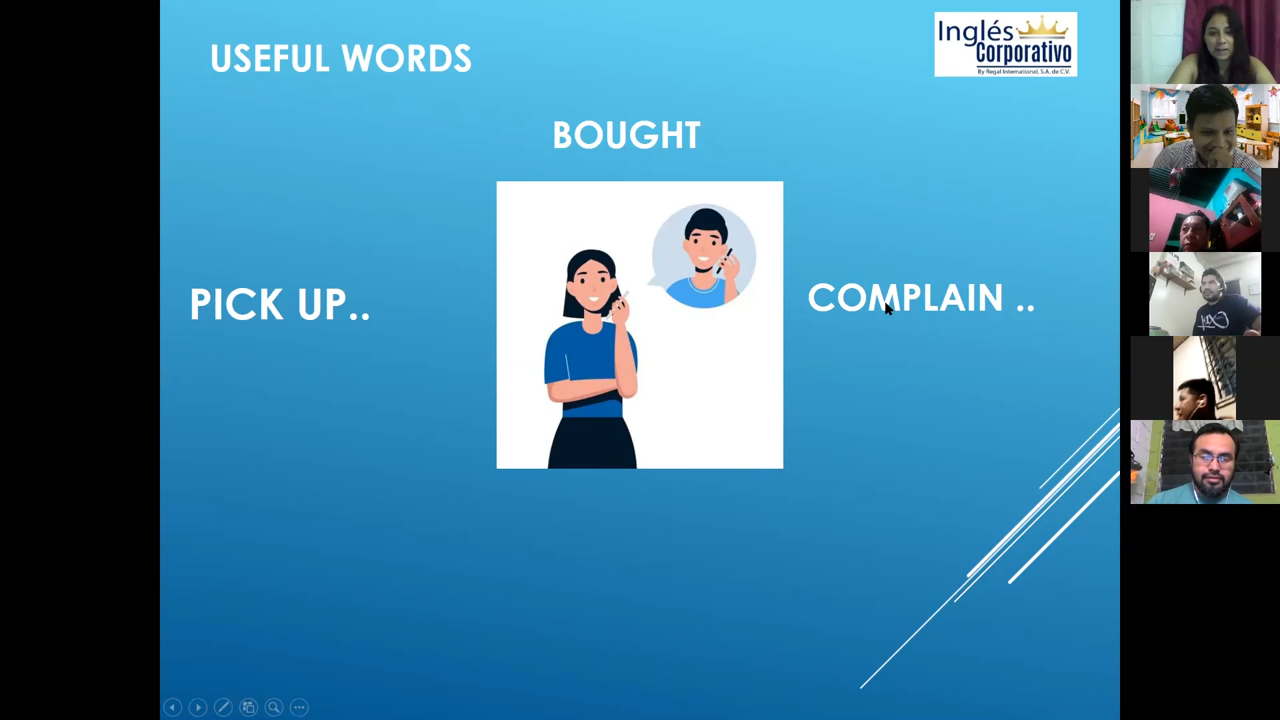 USEFUL WORDS
Inglés
Corporativo
By Regal International, S.A. de C.V.
BOUGHT
PICK UP..
COMPLAIN ..